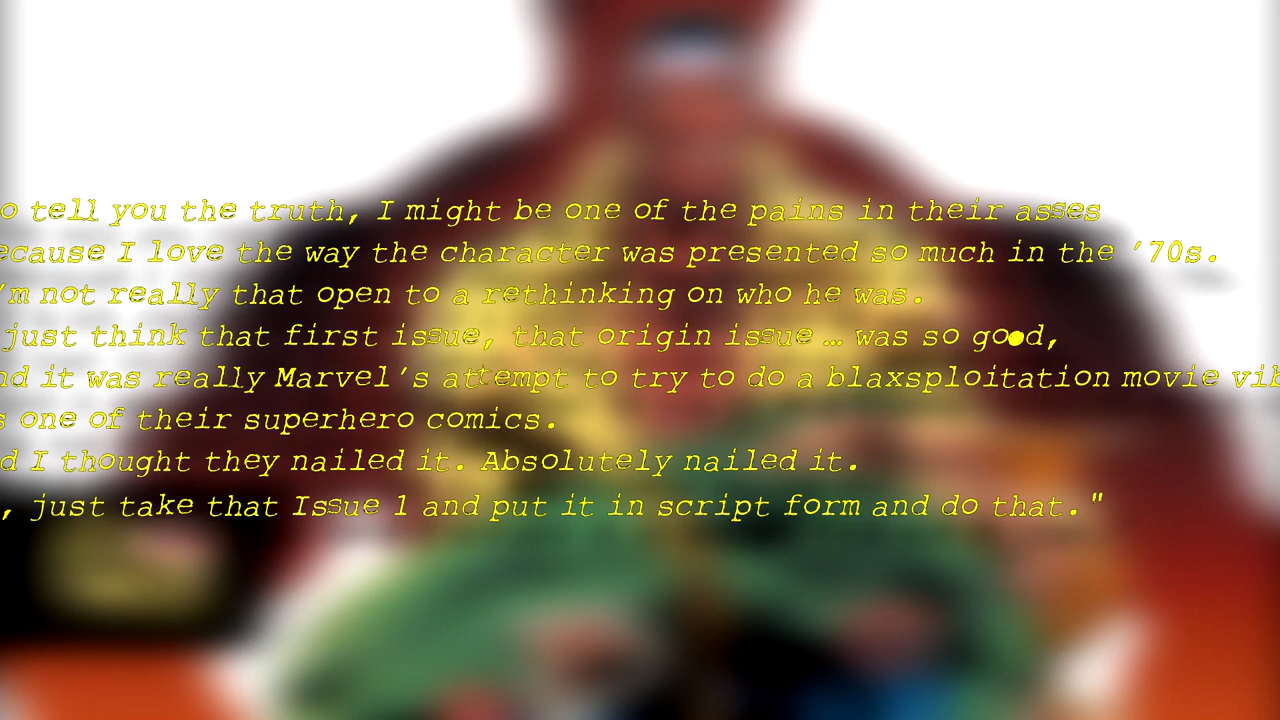 o tell you the truth, I might be one of the pains in their asses
ecause I love the way the character was presented so much in the '70s.
'm not really that open to a rethinking on who he was.
just think that first issue, that origin issue … was so good,
nd it was really Marvel's attempt to try to do a blaxsploitation movie vib
s one of their superhero comics.
d I thought they nailed it. Absolutely nailed it.
, just take that Issue 1 and put it in script form and do that."